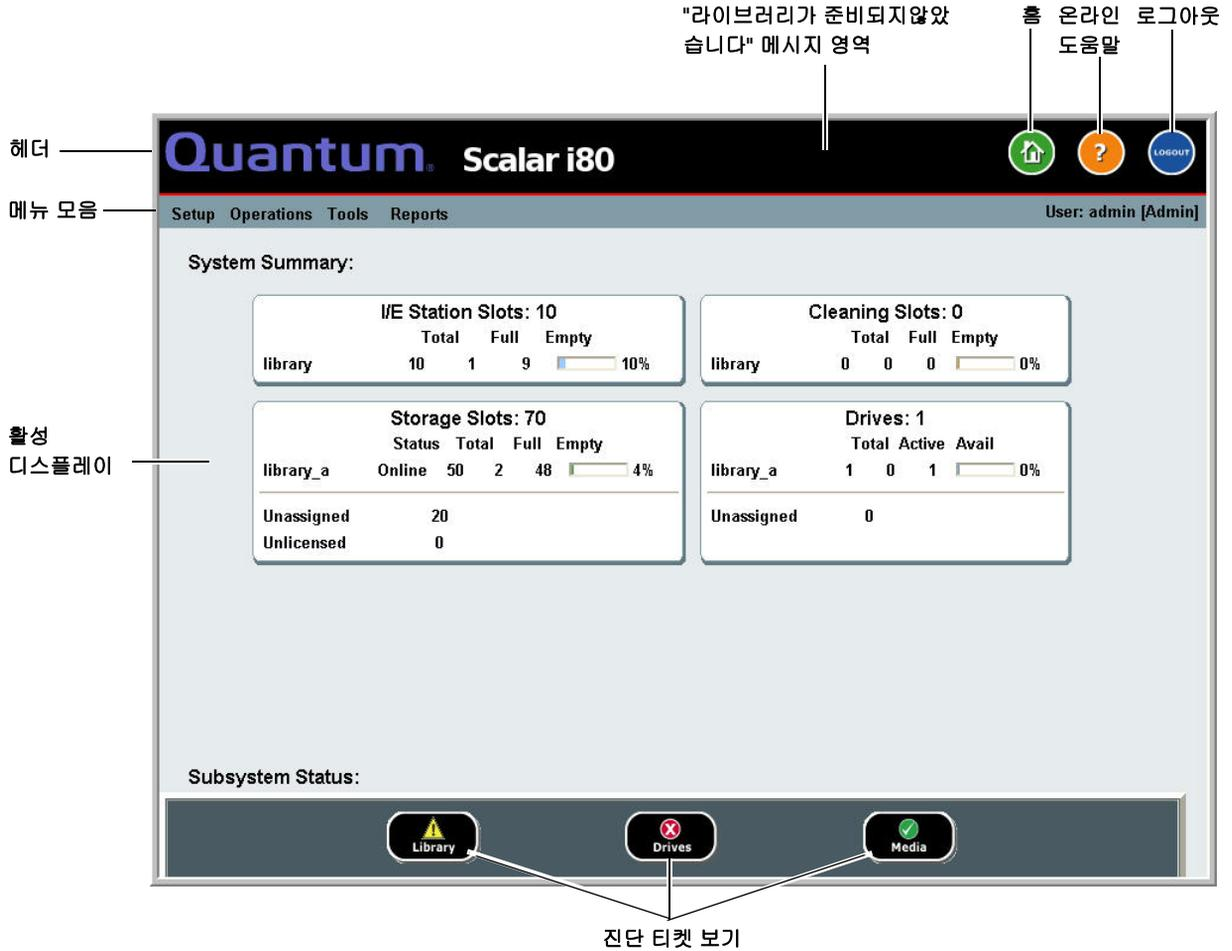 "라이브러리가 준비되지않았
습니다" 메시지 영역
홈
온라인
도움말
로그아웃
헤더
Quantum. Scalar i80
?
LOGOUT
메뉴 모음
Setup Operations Tools Reports
User: admin [Admin]
System Summary:
I/E Station Slots: 10
Total Full Empty
library 10 1 9 10%
Cleaning Slots: 0
Total Full Empty
library 0 0 0 0%
활성
디스플레이
Storage Slots: 70
Status Total Full Empty
library_a Online 50 2 48 4%
Unassigned 20
Unlicensed 0
Drives: 1
Total Active Avail
library_a 1 0 1 0%
Unassigned 0
Subsystem Status:
Library
Drives
Media
진단 티켓 보기